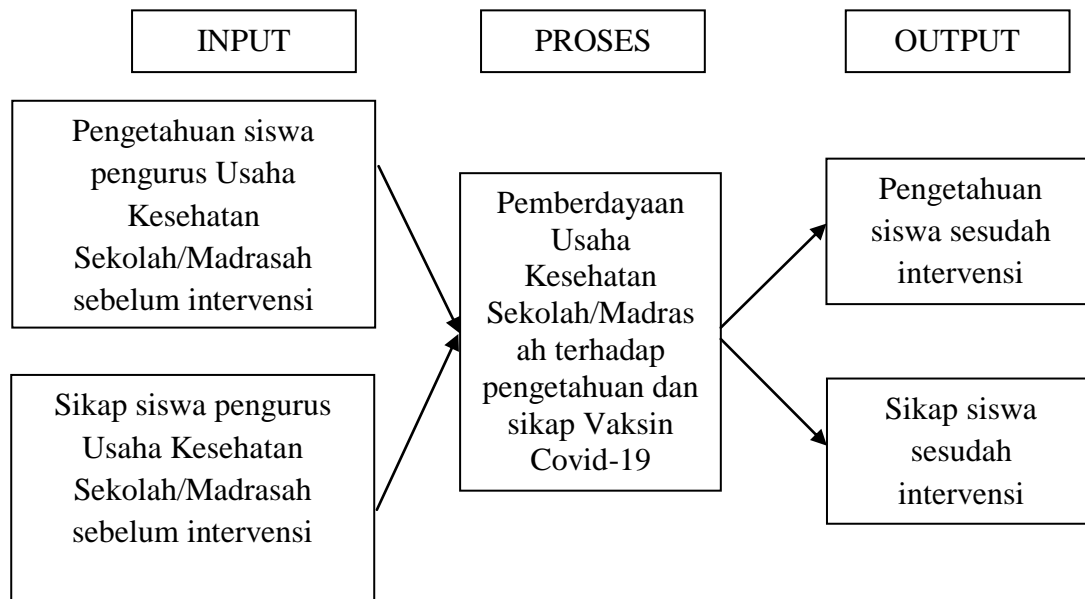 INPUT
PROSES
OUTPUT
Pengetahuan siswa
pengurus Usaha
Kesehatan
Sekolah/Madrasah
sebelum intervensi
Sikap siswa pengurus
Usaha Kesehatan
Sekolah/Madrasah
sebelum intervensi
Pemberdayaan
Usaha
Kesehatan
Sekolah/Madras
ah terhadap
pengetahuan dan
sikap Vaksin
Covid-19
Pengetahuan
siswa sesudah
intervensi
Sikap siswa
sesudah
intervensi